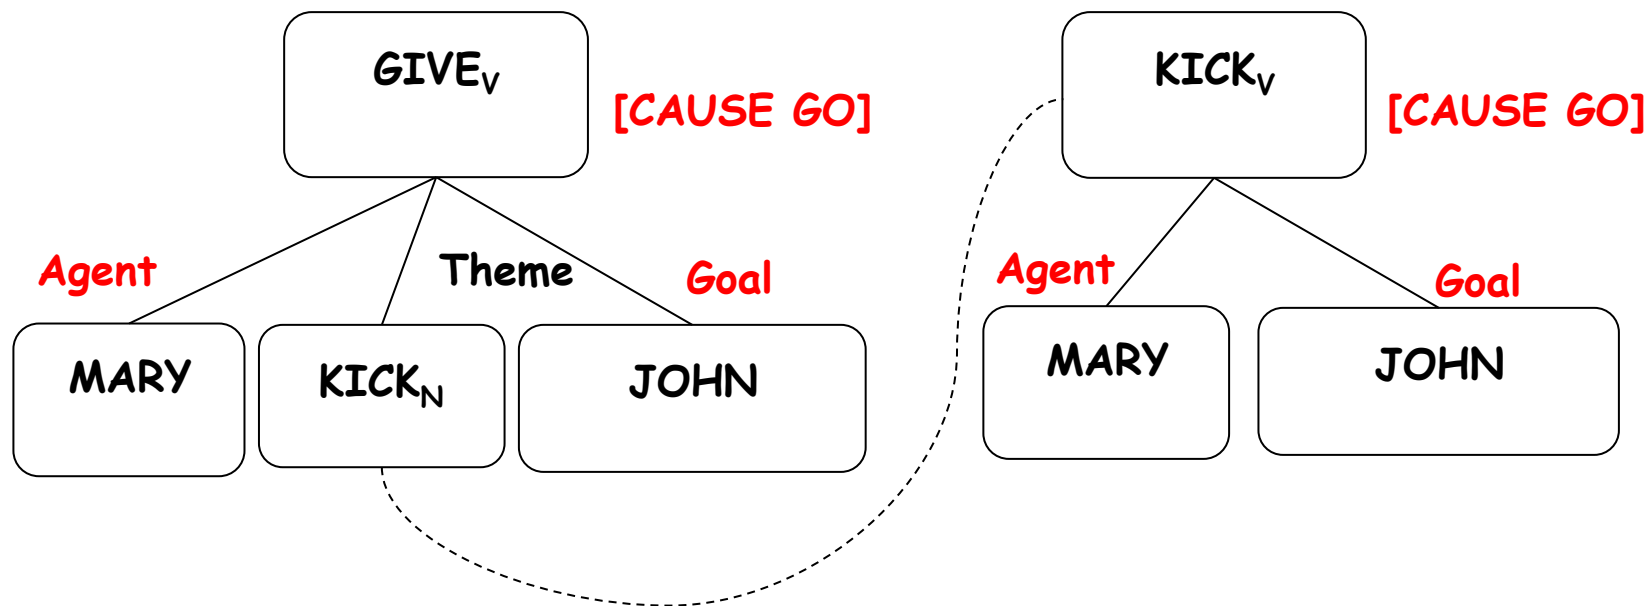 GIVEV
[CAUSE GO]
Agent
Theme
Goal
MARY
KICKN
JOHN
KICKV
[CAUSE GO]
Agent
Goal
MARY
JOHN